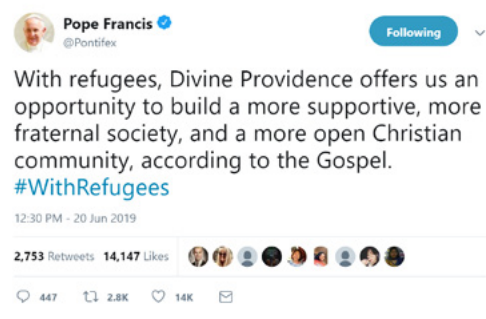 Pope Francis
@Pontifex
Following
With refugees, Divine Providence offers us an
opportunity to build a more supportive, more
fraternal society, and a more open Christian
community, according to the Gospel.
#WithRefugees
12:30 PM - 20 Jun 2019
2,753 Retweets 14,147 Likes
447 2.8K 14K